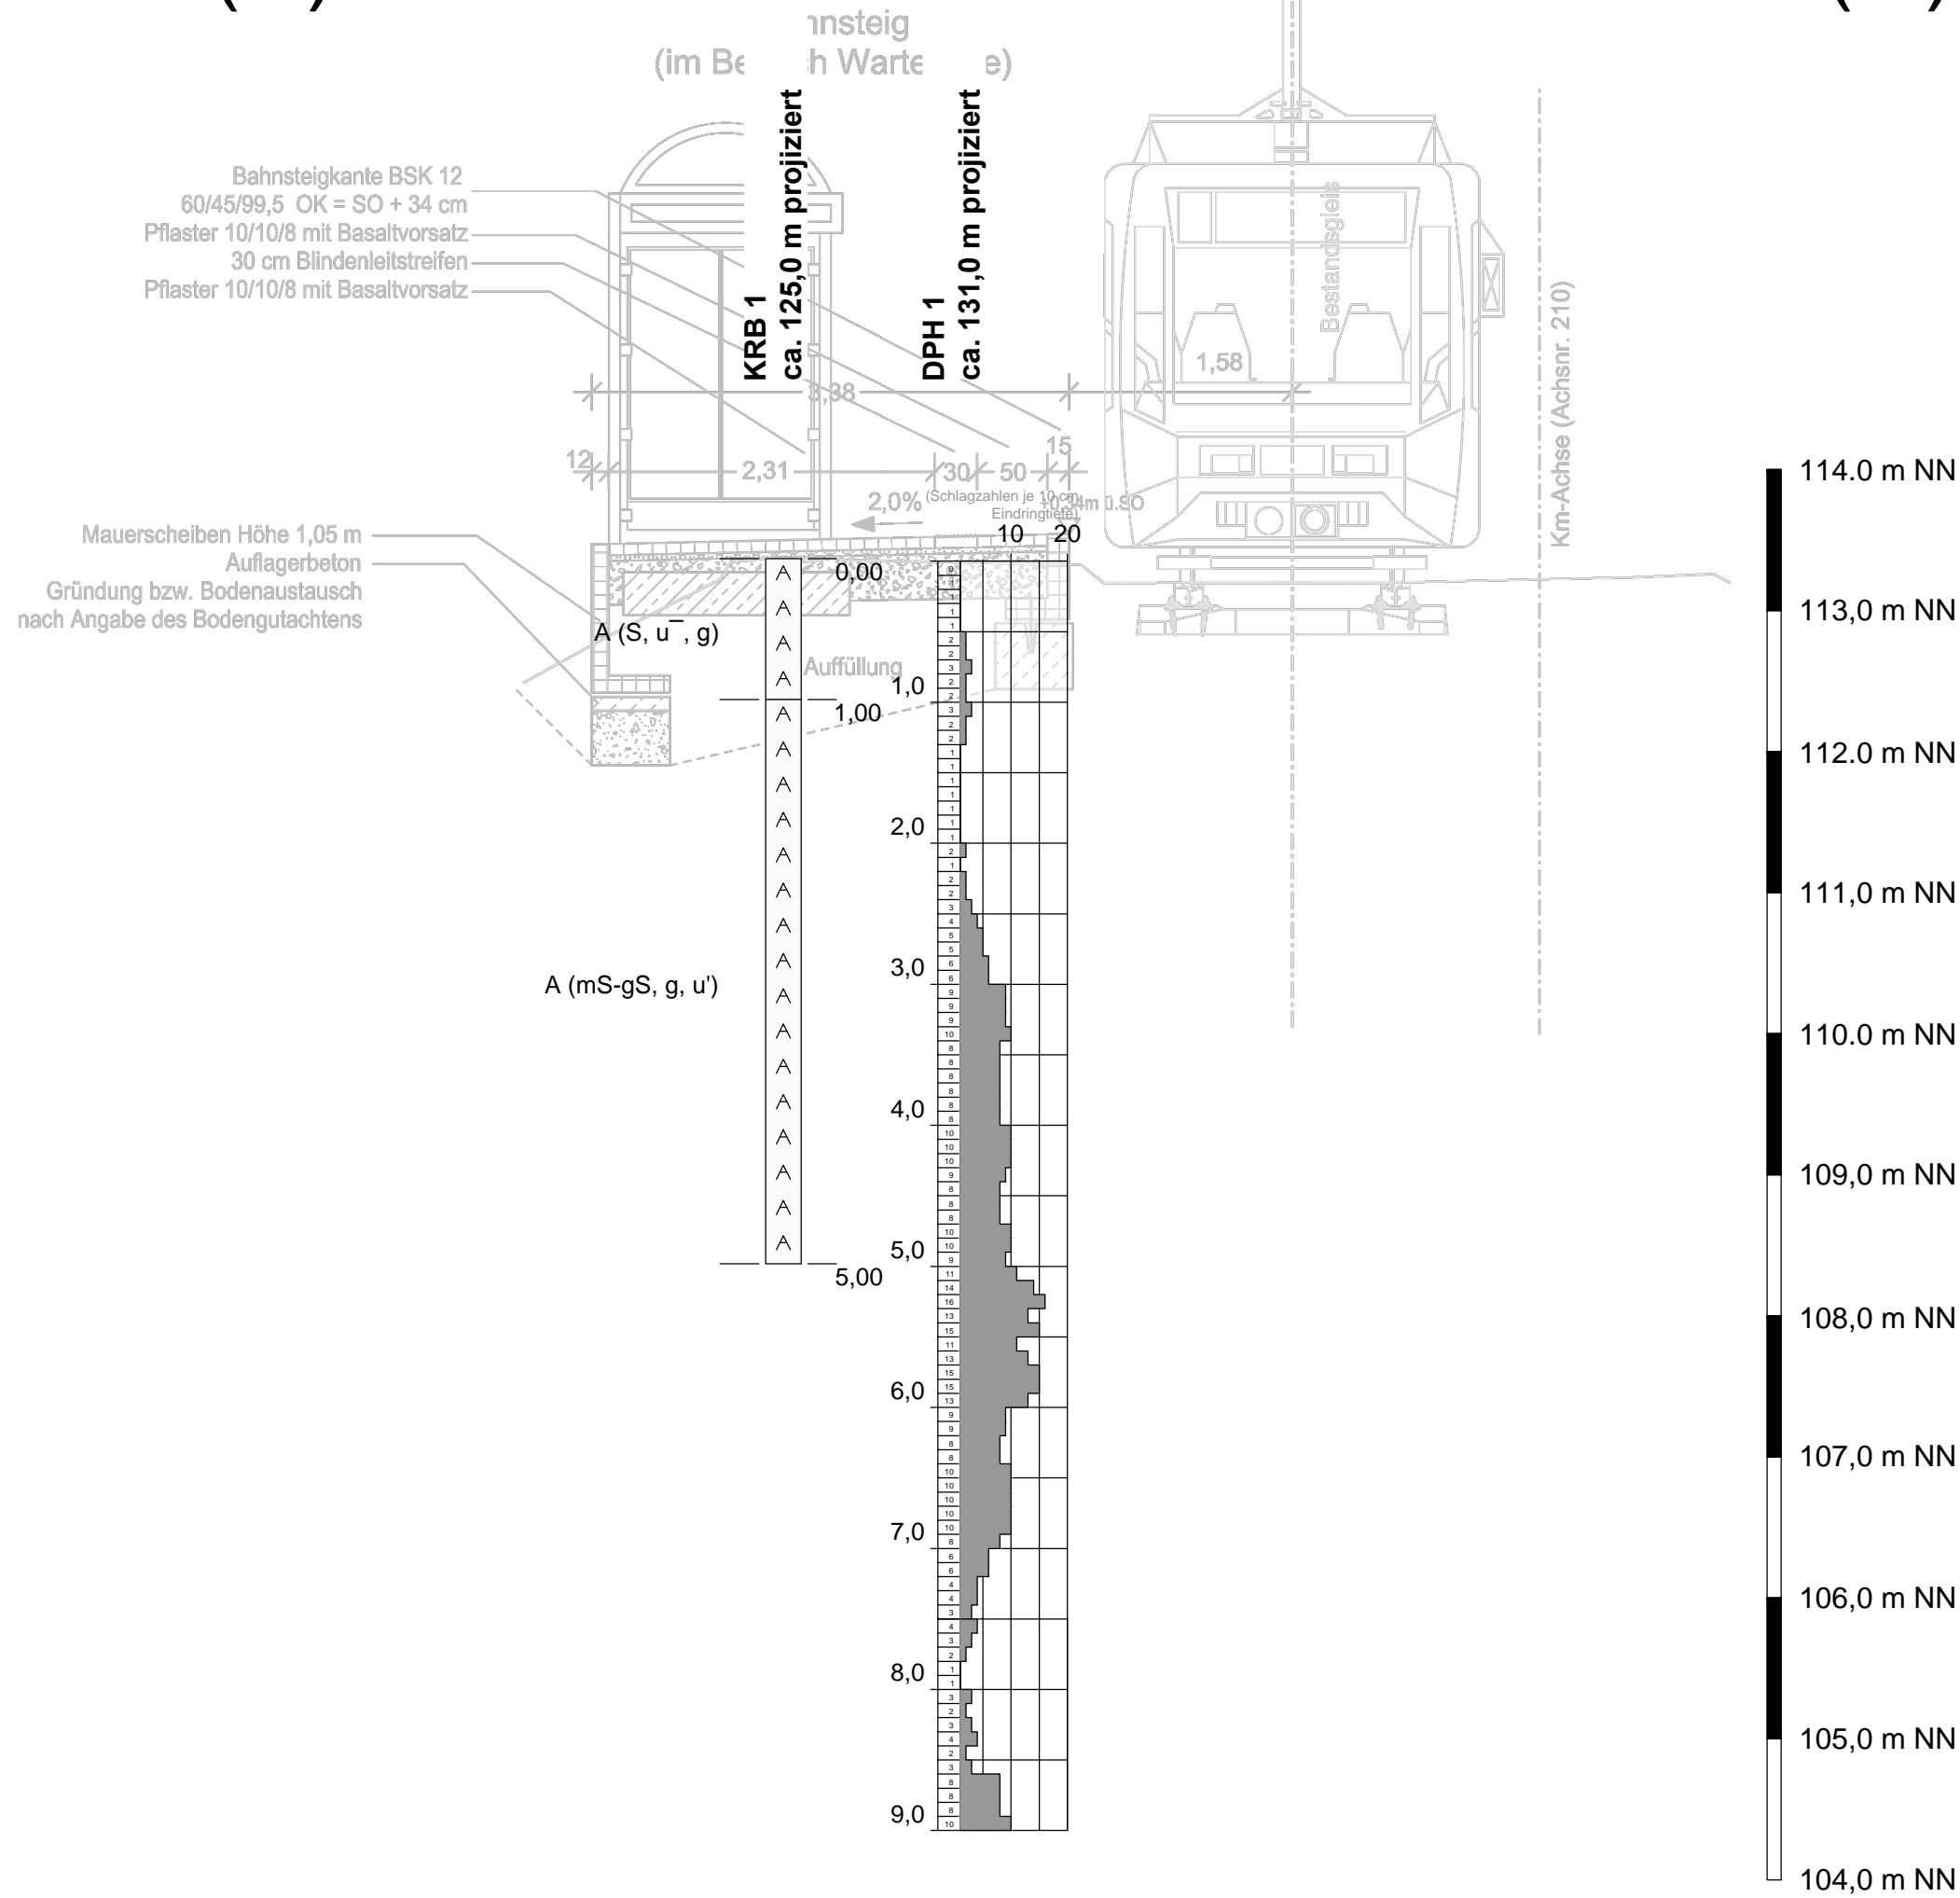 nnsteig
(im Be h Warte e)
Bahnsteigkante BSK 12
60/45/99,5 OK = SO + 34 cm
Pflaster 10/10/8 mit Basaltvorsatz
30 cm Blindenleitstreifen
Pflaster 10/10/8 mit Basaltvorsatz
KRB 1
ca. 125,0 m projiziert
DPH 1
ca. 131,0 m projiziert
Bestandsgleis
Km-Achse (Achsnr. 210)
3,38
1,58
12
2,31
30
50
15
2,0%
(Schlagzahlen je 10 cm
Eindringtiefe)
+0,34m ü.SO
10 20
Mauerscheiben Höhe 1,05 m
Auflagerbeton
Gründung bzw. Bodenaustausch
nach Angabe des Bodengutachtens
A (S, u¯, g)
Auffüllung
0,00
1,00
A (mS-gS, g, u')
5,00
1,0
2,0
3,0
4,0
5,0
6,0
7,0
8,0
9,0
114.0 m NN
113,0 m NN
112.0 m NN
111,0 m NN
110.0 m NN
109,0 m NN
108,0 m NN
107,0 m NN
106,0 m NN
105,0 m NN
104,0 m NN